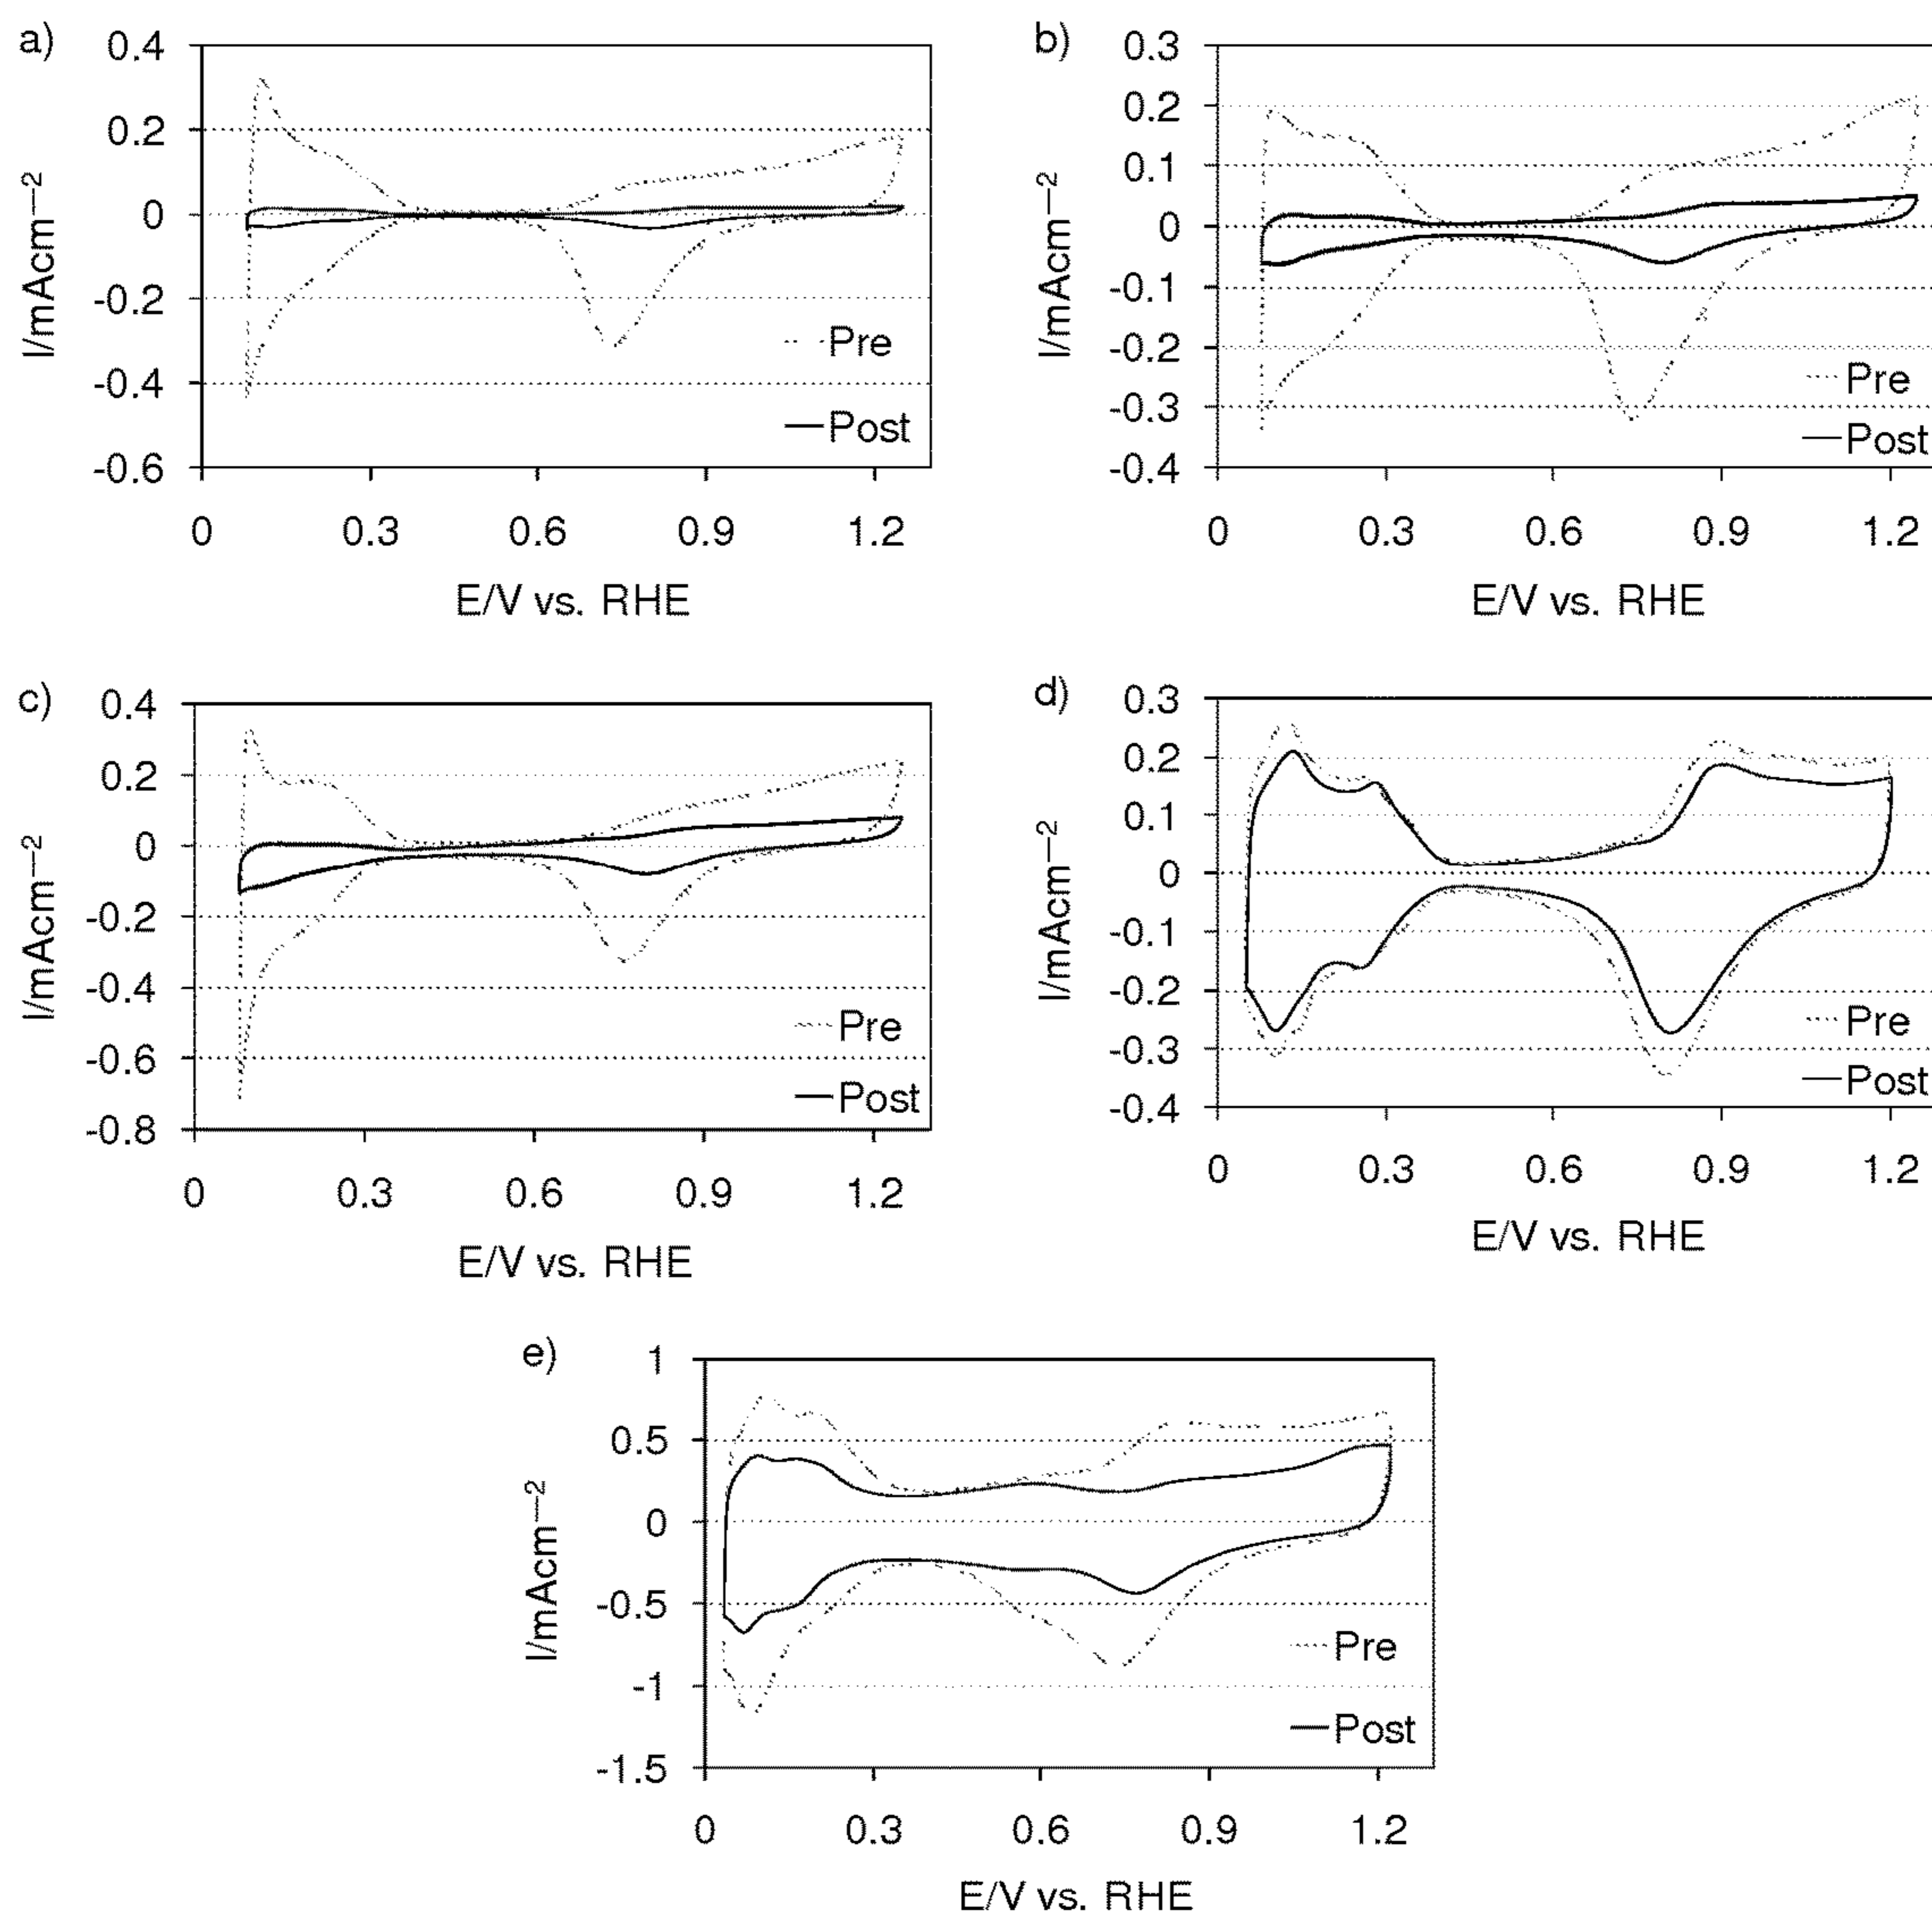 a)
0.4
0.2
0
-0.2
-0.4
-0.6
I/mAcm⁻²
Pre
Post
0 0.3 0.6 0.9 1.2
E/V vs. RHE
b)
0.3
0.2
0.1
0
-0.1
-0.2
-0.3
-0.4
I/mAcm⁻²
Pre
Post
0 0.3 0.6 0.9 1.2
E/V vs. RHE
c)
0.4
0.2
0
-0.2
-0.4
-0.6
-0.8
I/mAcm⁻²
Pre
Post
0 0.3 0.6 0.9 1.2
E/V vs. RHE
d)
0.3
0.2
0.1
0
-0.1
-0.2
-0.3
-0.4
I/mAcm⁻²
Pre
Post
0 0.3 0.6 0.9 1.2
E/V vs. RHE
e)
1
0.5
0
-0.5
-1
-1.5
I/mAcm⁻²
Pre
Post
0 0.3 0.6 0.9 1.2
E/V vs. RHE